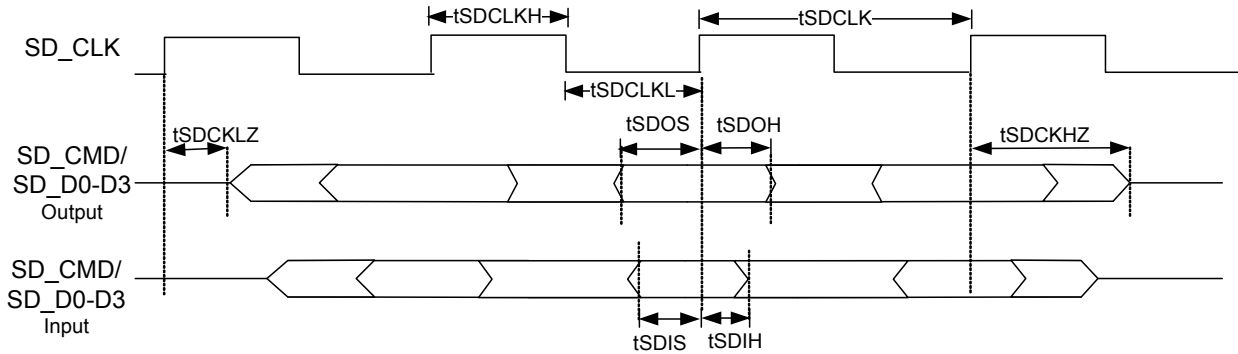 tSDCLKH
tSDCLK
SD_CLK
tSDCLKL
tSDCKLZ
tSDOS
tSDOH
tSDCKHZ
SD_CMD/
SD_D0-D3
Output
SD_CMD/
SD_D0-D3
Input
tSDIS
tSDIH